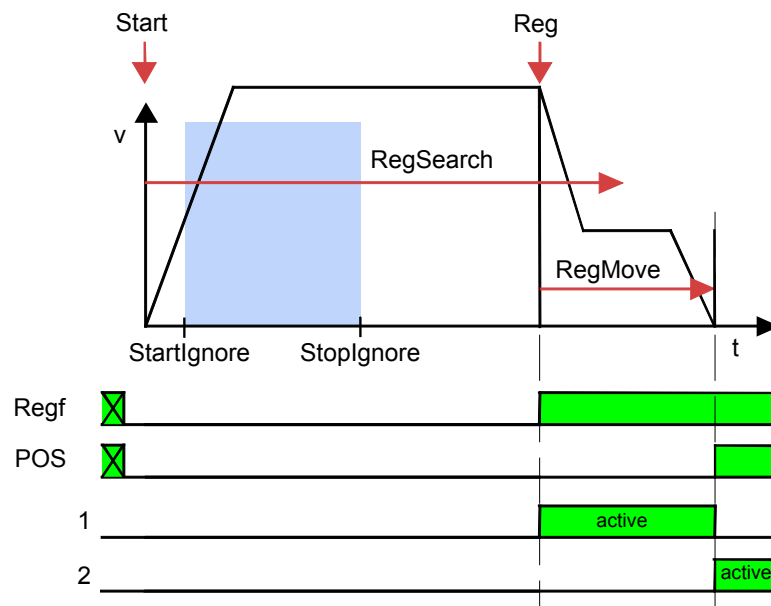 Start
Reg
v
RegSearch
RegMove
StartIgnore
StopIgnore
t
Regf
POS
1
active
2
active